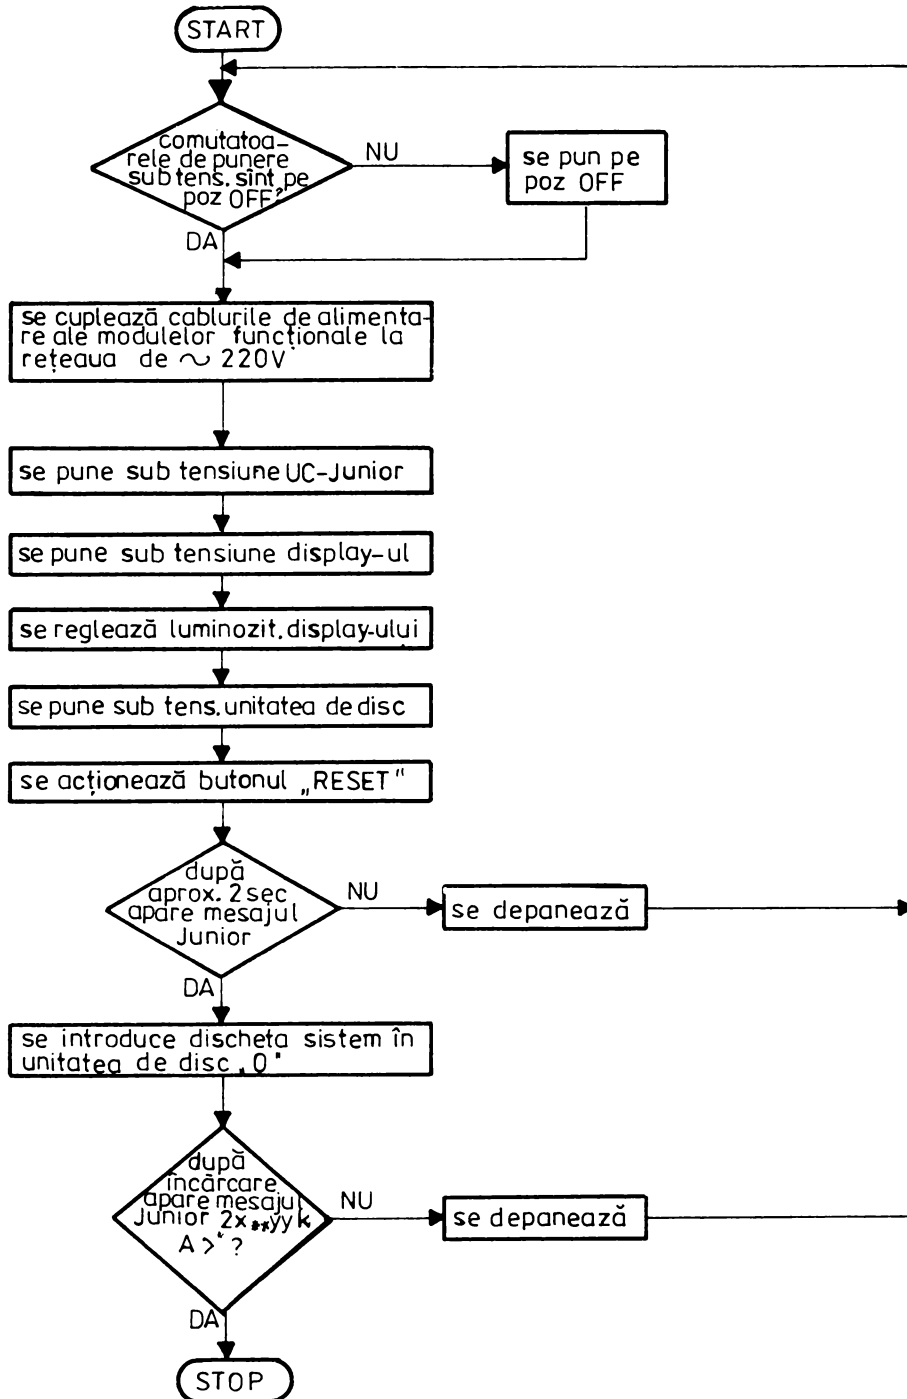 START
comutatoa-
rele de punere
sub tens. sînt pe
poz OFF?
NU
se pun pe
poz OFF
DA
se cuplează cablurile de alimenta-
re ale modulelor funcționale la
rețeaua de ~ 220V
se pune sub tensiune UC-Junior
se pune sub tensiune display-ul
se reglează luminozit. display-ului
se pune sub tens. unitatea de disc
se acționează butonul „RESET"
după
aprox. 2 sec
apare mesajul
Junior
NU
se depanează
DA
se introduce discheta sistem în
unitatea de disc „0"
după
încărcare
apare mesajul
Junior 2x **yyk
A>" ?
NU
se depanează
DA
STOP